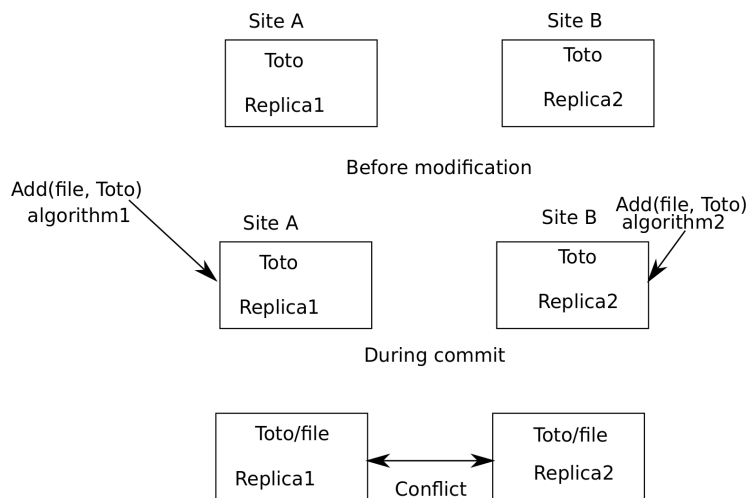 Site A
Site B
Toto
Toto
Replica1
Replica2
Before modification
Add(file, Toto)
algorithm1
Add(file, Toto)
algorithm2
Site A
Site B
Toto
Toto
Replica1
Replica2
During commit
Toto/file
Toto/file
Replica1
Replica2
Conflict